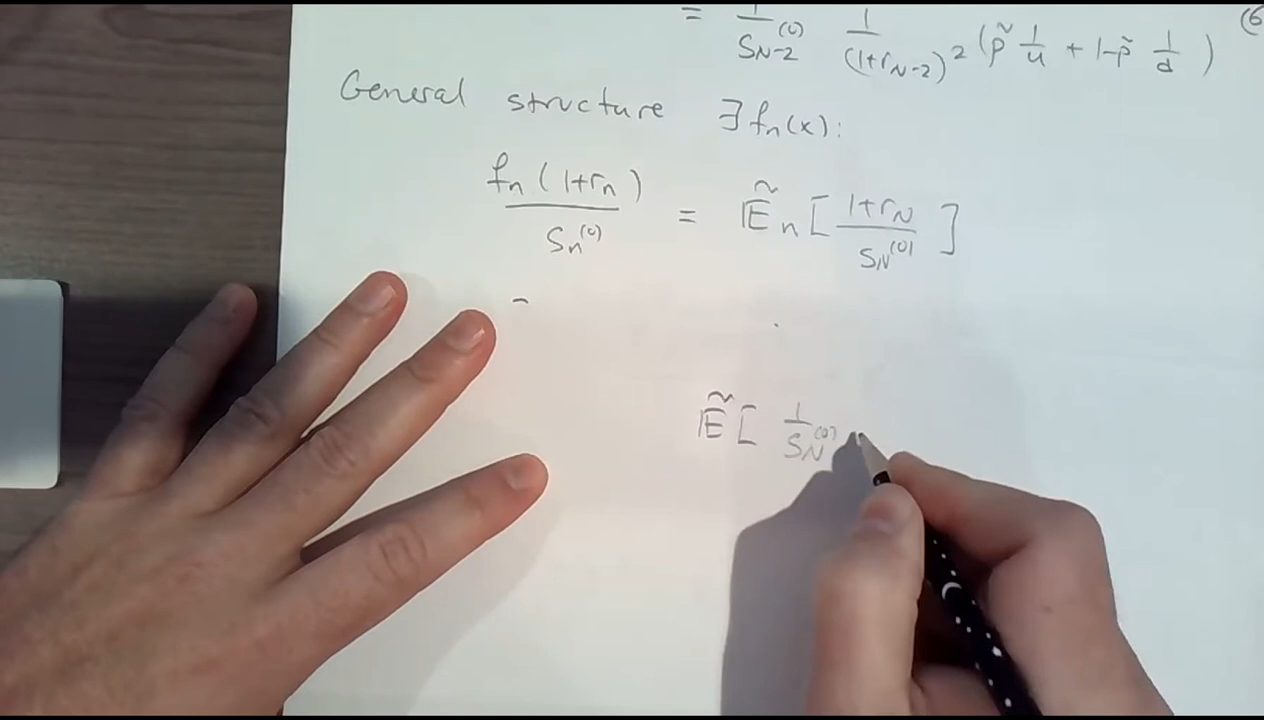 = 1/S_{N-2}^{(0)} 1/(1+r_{N-2})^2 (p̃ 1/u + 1-p̃ 1/d) (6
General structure ∃ f_n(x):
f_n(1+r_n)/S_n^{(0)} = Ẽ_n[ 1+r_N/S_N^{(0)} ]
Ẽ[ 1/S_N^{(0)}